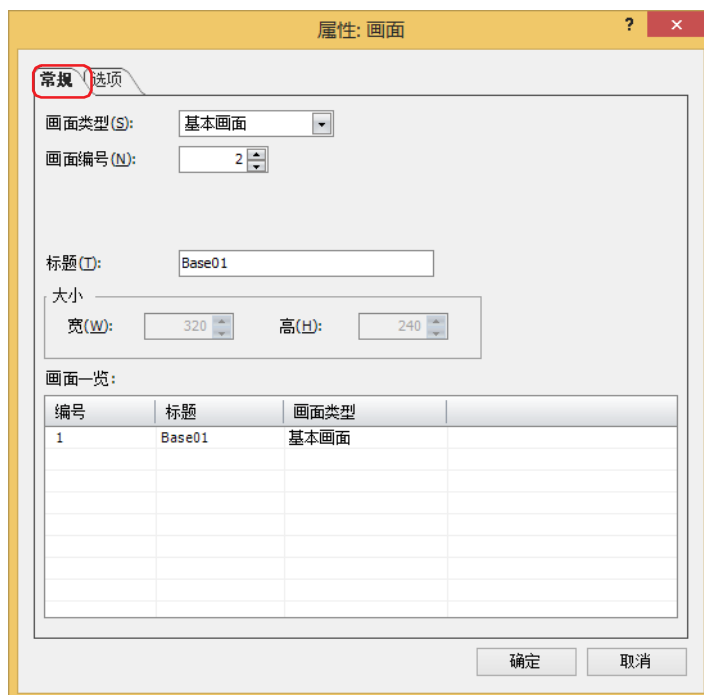 属性: 画面
?
×
常规 选项
画面类型(S): 基本画面
画面编号(N): 2
标题(T): Base01
大小
宽(W): 320 高(H): 240
画面一览:
编号 标题 画面类型
1 Base01 基本画面
确定 取消